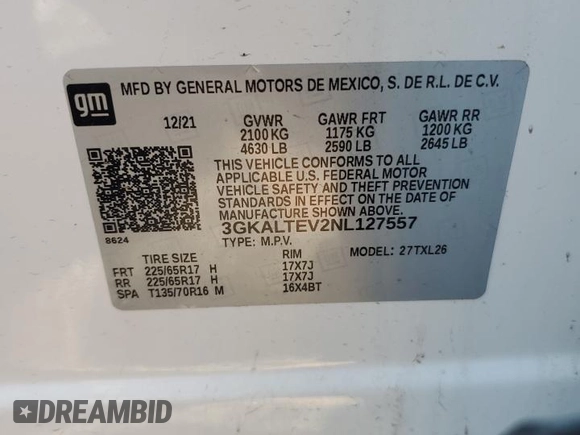 gm
MFD BY GENERAL MOTORS DE MEXICO, S. DE R.L. DE C.V.
12/21 GVWR GAWR FRT GAWR RR
2100 KG 1175 KG 1200 KG
4630 LB 2590 LB 2645 LB
THIS VEHICLE CONFORMS TO ALL
APPLICABLE U.S. FEDERAL MOTOR
VEHICLE SAFETY AND THEFT PREVENTION
STANDARDS IN EFFECT ON THE DATE OF
MANUFACTURE SHOWN ABOVE.
8624
3GKALTEV2NL127557
TYPE: M.P.V. MODEL: 27TXL26
TIRE SIZE RIM
FRT 225/65R17 H 17X7J
RR 225/65R17 H 17X7J
SPA T135/70R16 M 16X4BT
DREAMBID